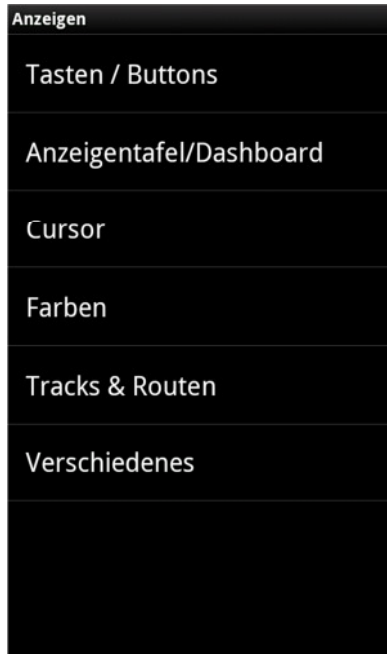 Anzeigen
Tasten / Buttons
Anzeigentafel/Dashboard
Cursor
Farben
Tracks & Routen
Verschiedenes